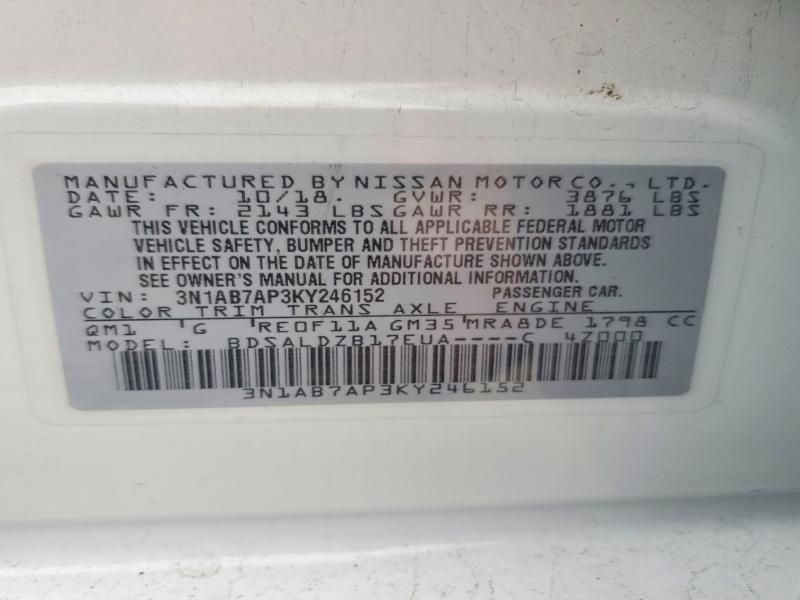 MANUFACTURED BY NISSAN MOTOR CO., LTD.
DATE: 10/18. GVWR: 3876 LBS
GAWR FR: 2143 LBS GAWR RR: 1881 LBS
THIS VEHICLE CONFORMS TO ALL APPLICABLE FEDERAL MOTOR
VEHICLE SAFETY, BUMPER AND THEFT PREVENTION STANDARDS
IN EFFECT ON THE DATE OF MANUFACTURE SHOWN ABOVE.
SEE OWNER'S MANUAL FOR ADDITIONAL INFORMATION.
VIN: 3N1AB7AP3KY246152 PASSENGER CAR.
COLOR TRIM TRANS AXLE ENGINE
QM1 'G 'RE0F11A GM35'MRA8DE 1798 CC
MODEL: BDSALDZB17EUA----C 4Z000
3N1AB7AP3KY246152